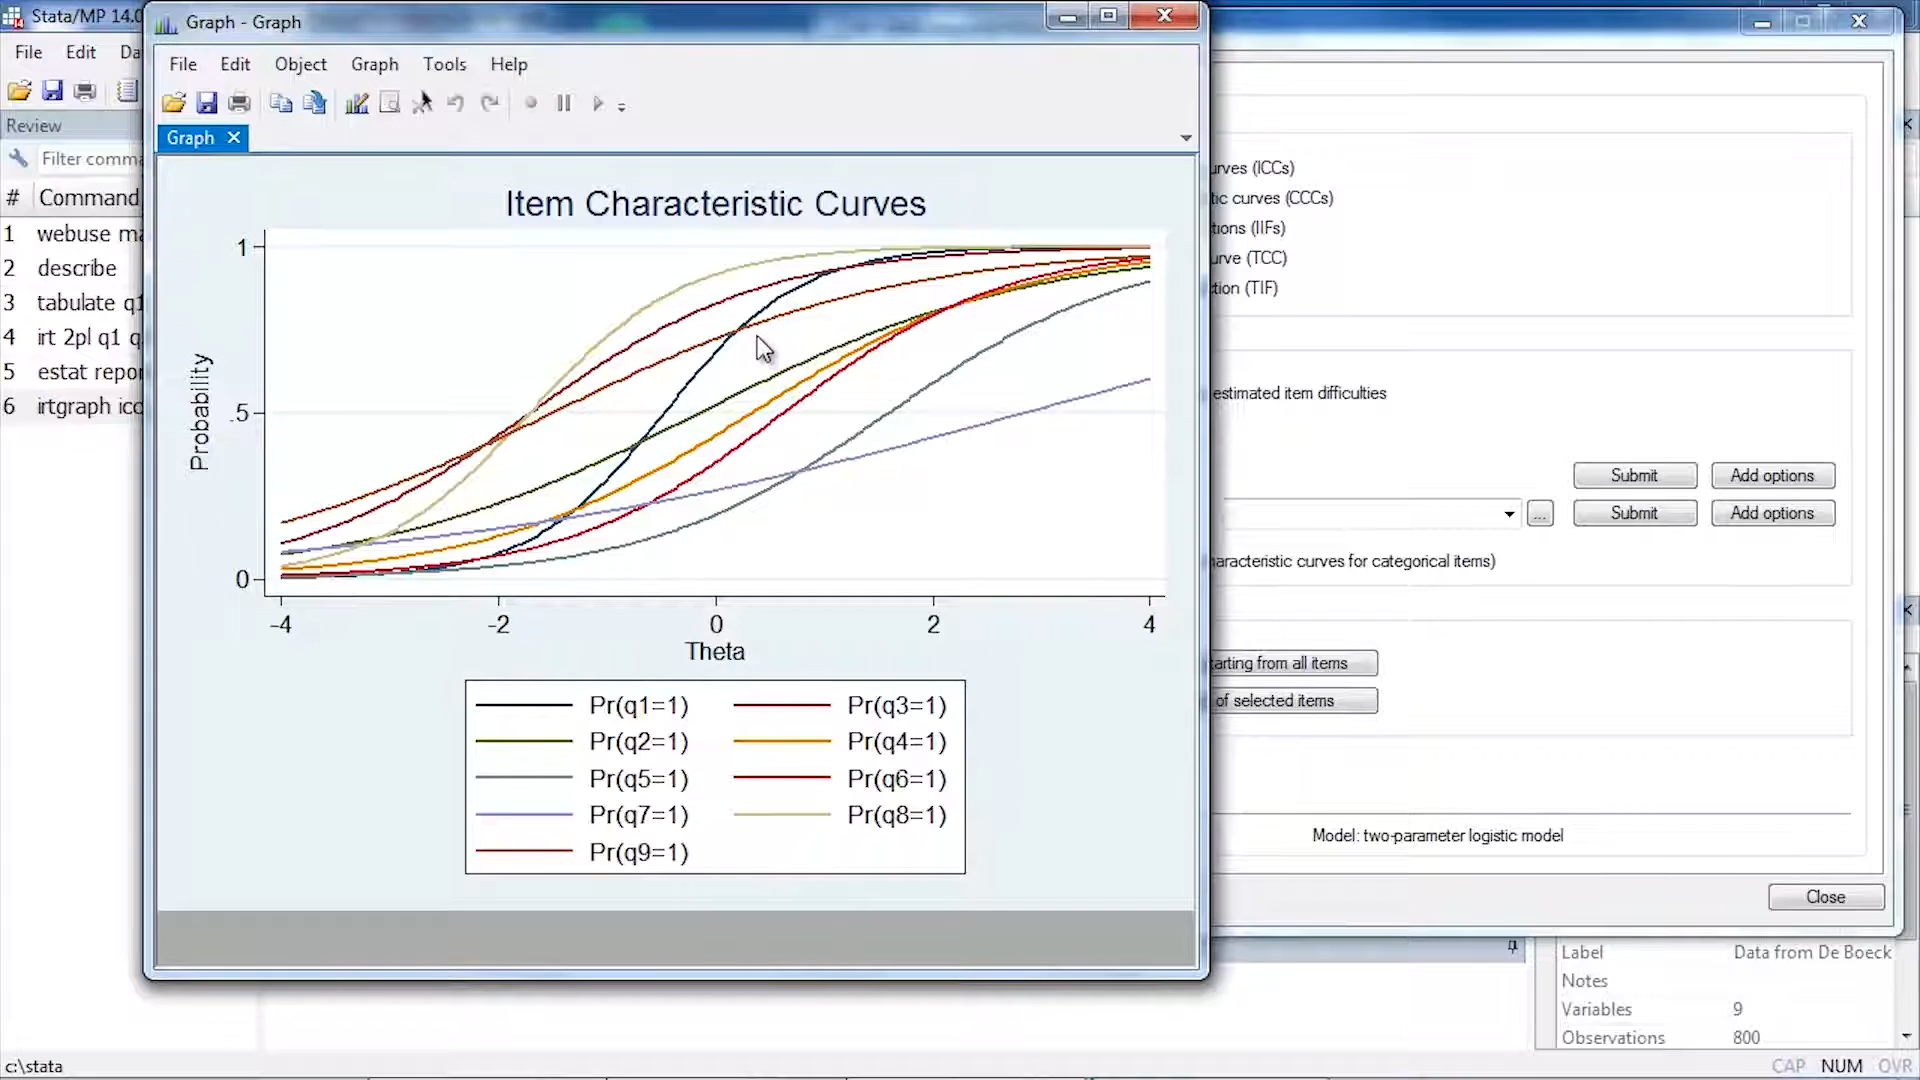 Stata/MP 14.0
File Edit Da
Review
Filter comma
# Command
1 webuse ma
2 describe
3 tabulate q1
4 irt 2pl q1 q
5 estat repor
6 irtgraph icc
Graph - Graph
File Edit Object Graph Tools Help
Graph
Item Characteristic Curves
Probability
1
.5
0
-4 -2 0 2 4
Theta
Pr(q1=1) Pr(q3=1)
Pr(q2=1) Pr(q4=1)
Pr(q5=1) Pr(q6=1)
Pr(q7=1) Pr(q8=1)
Pr(q9=1)
urves (ICCs)
tic curves (CCCs)
tions (IIFs)
urve (TCC)
ction (TIF)
estimated item difficulties
Submit Add options
... Submit Add options
haracteristic curves for categorical items)
tarting from all items
of selected items
Model: two-parameter logistic model
Close
Label Data from De Boeck
Notes
Variables 9
Observations 800
c:\stata
CAP NUM OVR